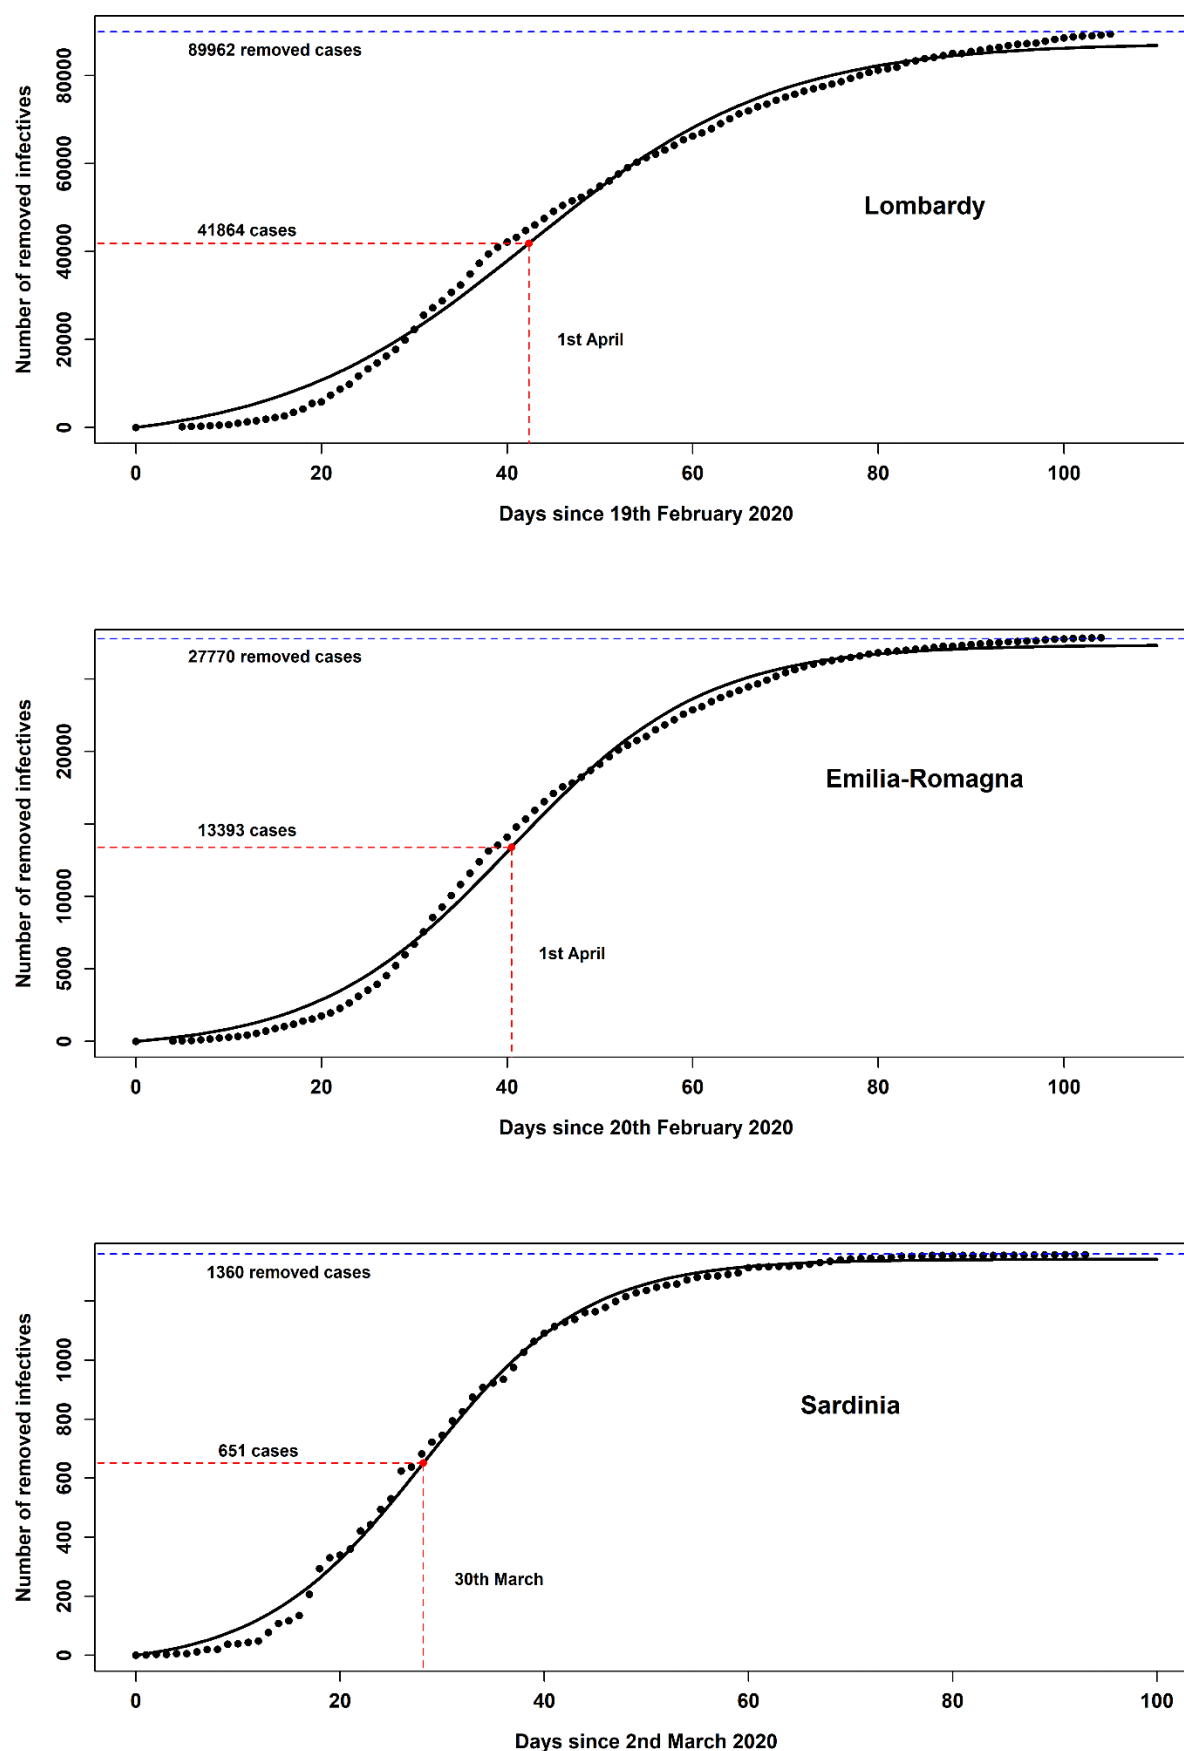 89962 removed cases
80000
60000
Lombardy
41864 cases
40000
1st April
20000
0
Number of removed infectives
0 20 40 60 80 100
Days since 19th February 2020
27770 removed cases
20000
Emilia-Romagna
13393 cases
10000
1st April
5000
0
Number of removed infectives
0 20 40 60 80 100
Days since 20th February 2020
1360 removed cases
1000
Sardinia
800
651 cases
600
400
30th March
200
0
Number of removed infectives
0 20 40 60 80 100
Days since 2nd March 2020